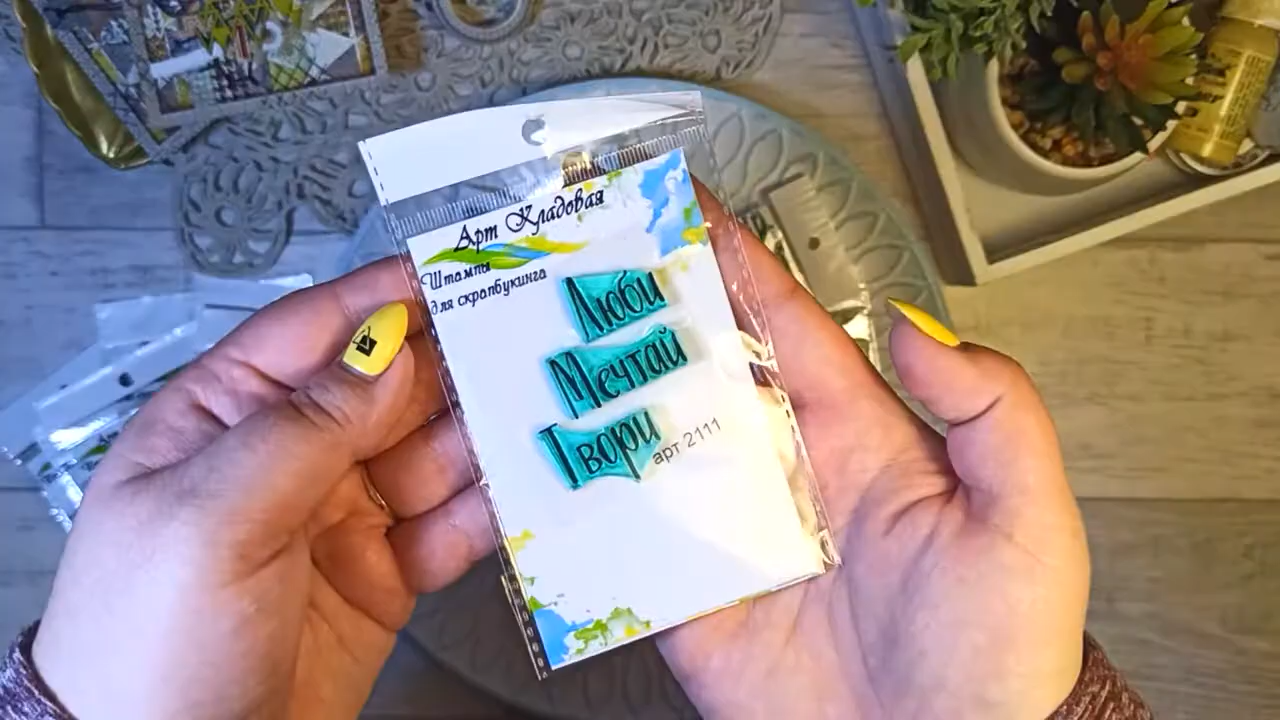 Арт Кладовая
Штампы
для скрапбукинга
Люби
Мечтай
Твори
арт 2111